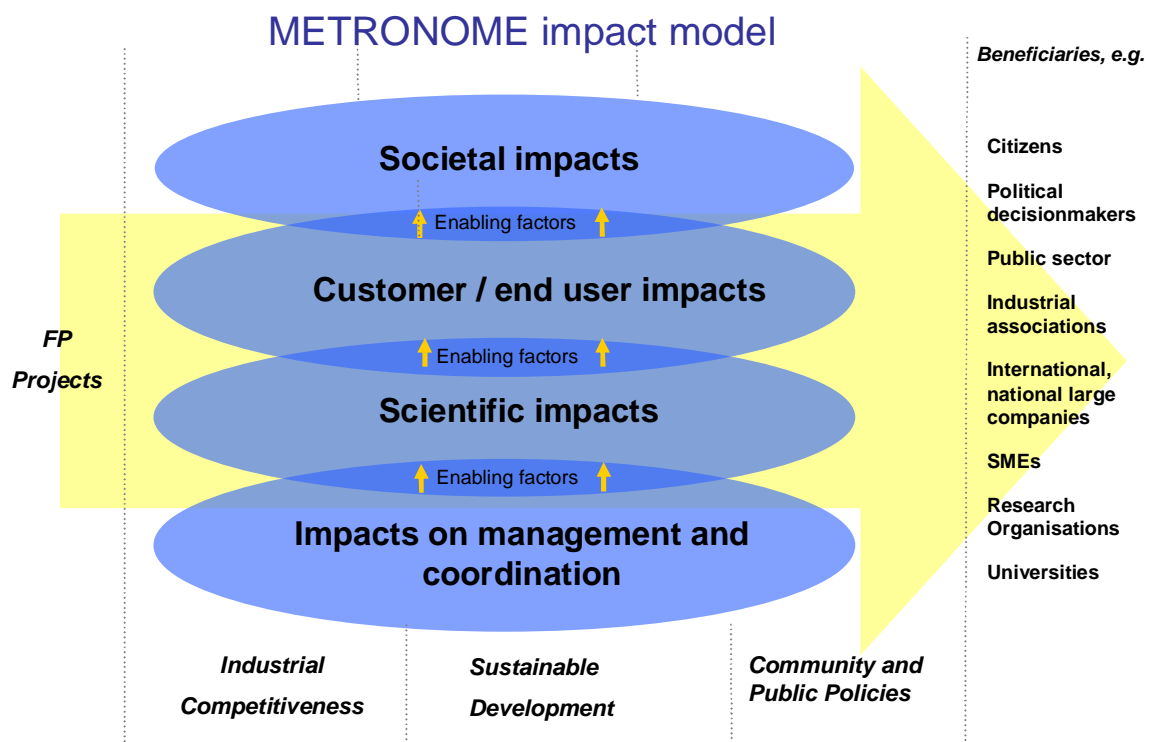 METRONOME impact model
Beneficiaries, e.g.
Societal impacts
Enabling factors
Customer / end user impacts
Enabling factors
Scientific impacts
Enabling factors
Impacts on management and
coordination
FP
Projects
Citizens
Political
decisionmakers
Public sector
Industrial
associations
International,
national large
companies
SMEs
Research
Organisations
Universities
Industrial
Competitiveness
Sustainable
Development
Community and
Public Policies